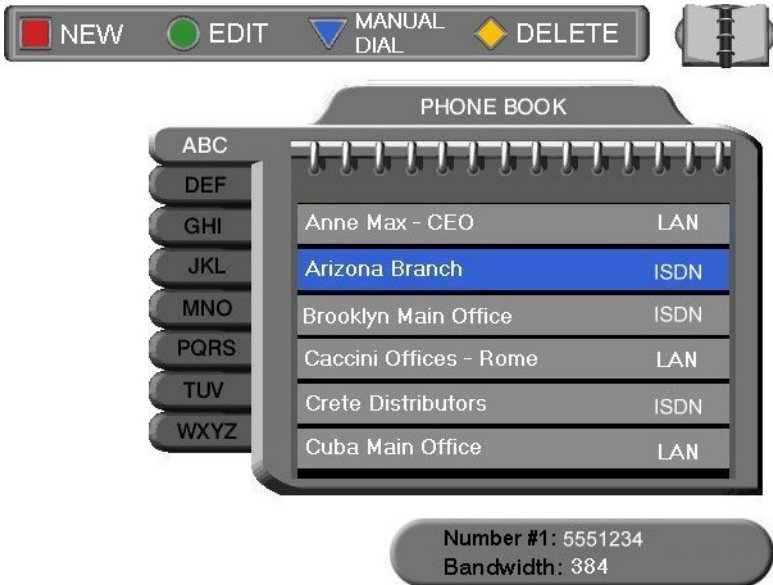 NEW EDIT MANUAL DIAL DELETE
PHONE BOOK
ABC
DEF
GHI
JKL
MNO
PQRS
TUV
WXYZ
Anne Max - CEO LAN
Arizona Branch ISDN
Brooklyn Main Office ISDN
Caccini Offices - Rome LAN
Crete Distributors ISDN
Cuba Main Office LAN
Number #1: 5551234
Bandwidth: 384